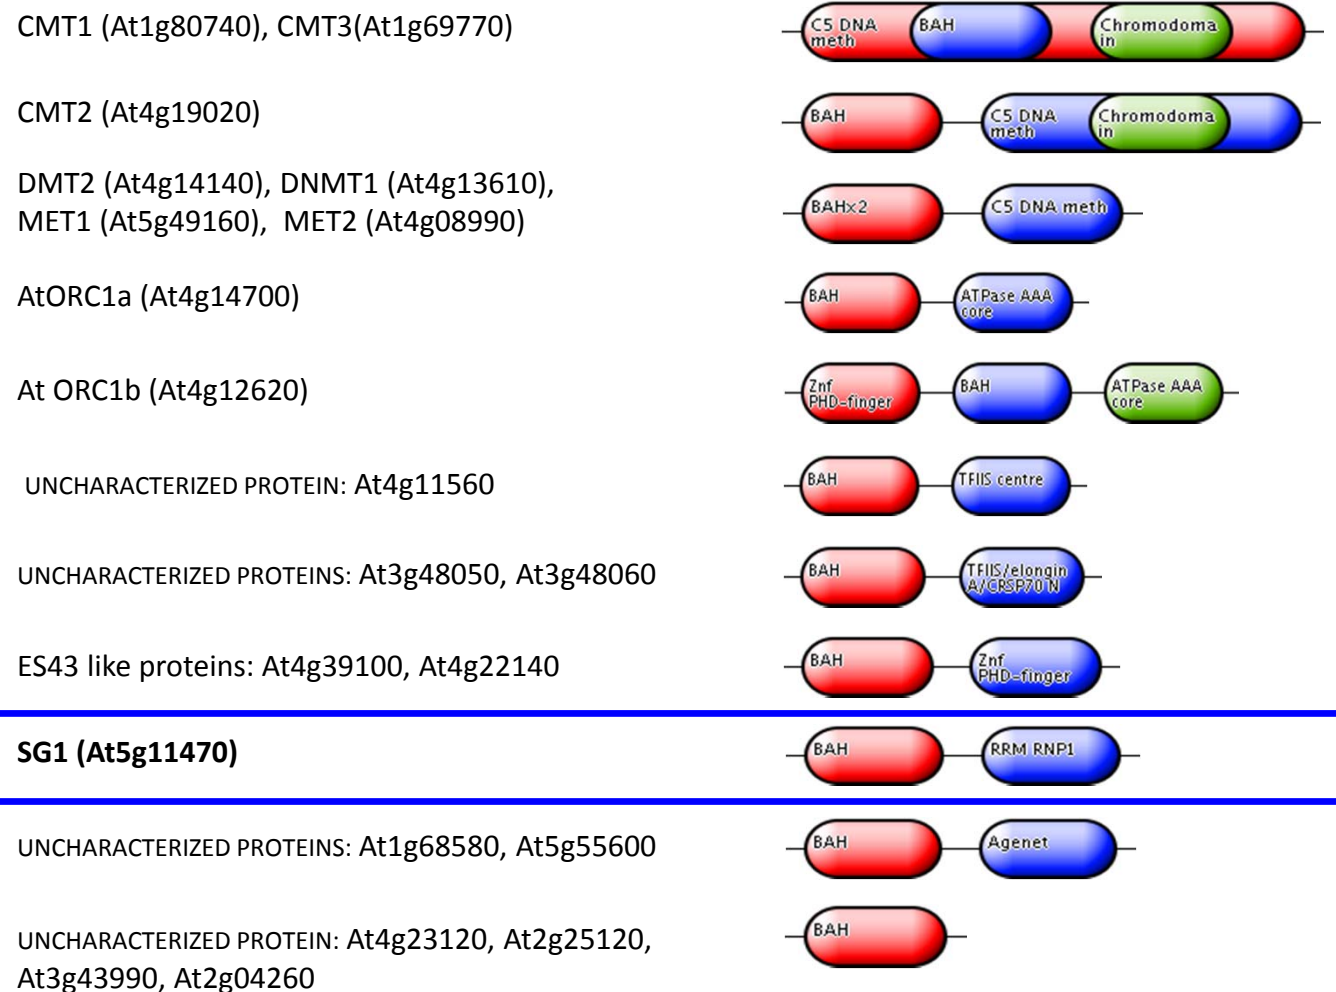 CMT1 (At1g80740), CMT3(At1g69770)
C5 DNA
meth
BAH
Chromodoma
in
CMT2 (At4g19020)
BAH
C5 DNA
meth
Chromodoma
in
DMT2 (At4g14140), DNMT1 (At4g13610),
MET1 (At5g49160),  MET2 (At4g08990)
BAHx2
C5 DNA meth
AtORC1a (At4g14700)
BAH
ATPase AAA
core
At ORC1b (At4g12620)
Znf
PHD-finger
BAH
ATPase AAA
core
UNCHARACTERIZED PROTEIN: At4g11560
BAH
TFIIS centre
UNCHARACTERIZED PROTEINS: At3g48050, At3g48060
BAH
TFIIS/elongin
A/CRSP70 N
ES43 like proteins: At4g39100, At4g22140
BAH
Znf
PHD-finger
SG1 (At5g11470)
BAH
RRM RNP1
UNCHARACTERIZED PROTEINS: At1g68580, At5g55600
BAH
Agenet
UNCHARACTERIZED PROTEIN: At4g23120, At2g25120,
At3g43990, At2g04260
BAH